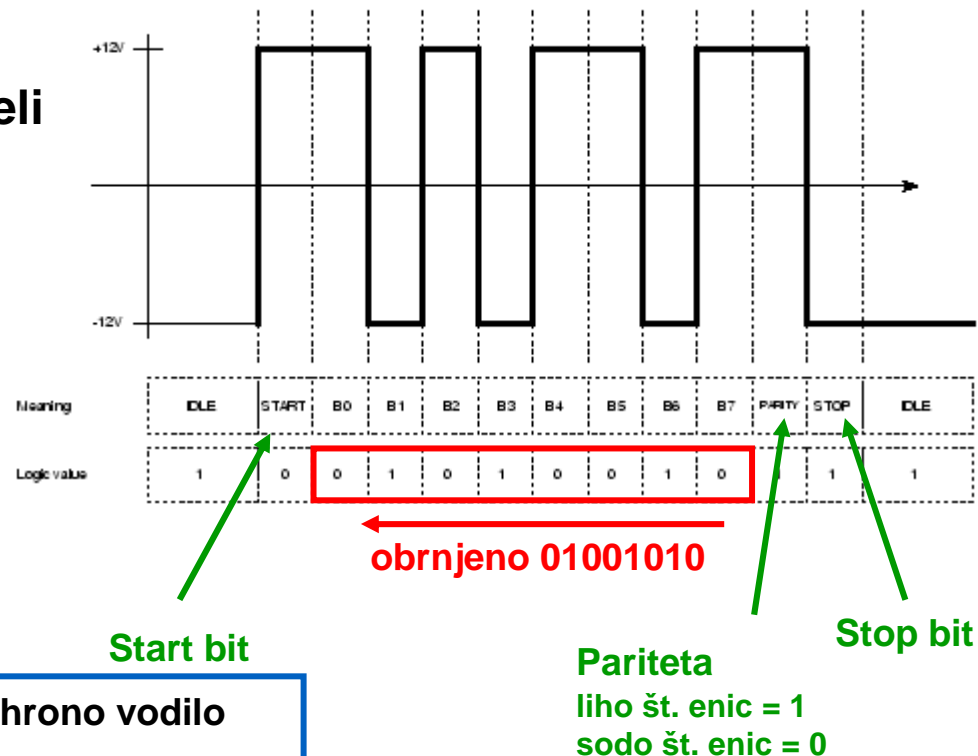 +12V
eli
-12V
Meaning IDLE START B0 B1 B2 B3 B4 B5 B6 B7 PARITY STOP IDLE
Logic value 1 0 0 1 0 1 0 0 1 0 1 1
obrnjeno 01001010
Start bit
Stop bit
Pariteta
liho št. enic = 1
sodo št. enic = 0
hrono vodilo